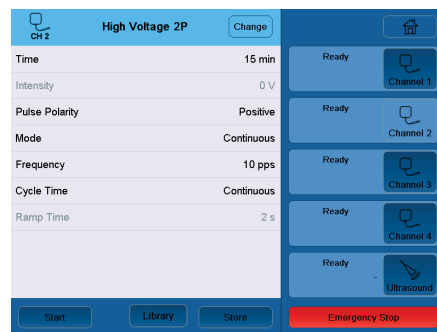 CH 2
High Voltage 2P
Change
Time 15 min
Intensity 0 V
Pulse Polarity Positive
Mode Continuous
Frequency 10 pps
Cycle Time Continuous
Ramp Time 2 s
Start
Library
Store
Ready
Channel 1
Ready
Channel 2
Ready
Channel 3
Ready
Channel 4
Ready
-
Ultrasound
Emergency Stop